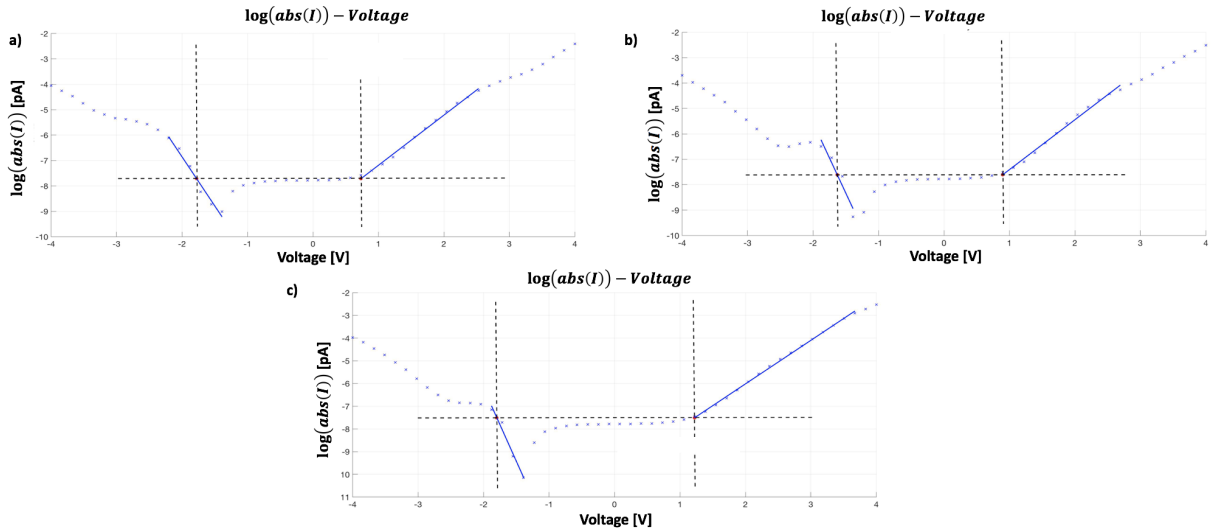 log(abs(I)) – Voltage
a)
log(abs(I)) [pA]
-2
-3
-4
-5
-6
-7
-8
-9
-10
-4 -3 -2 -1 0 1 2 3 4
Voltage [V]
log(abs(I)) – Voltage
b)
log(abs(I)) [pA]
-2
-3
-4
-5
-6
-7
-8
-9
-10
-4 -3 -2 -1 0 1 2 3 4
Voltage [V]
log(abs(I)) – Voltage
c)
log(abs(I)) [pA]
-2
-3
-4
-5
-6
-7
-8
-9
10
11
-4 -3 -2 -1 0 1 2 3 4
Voltage [V]